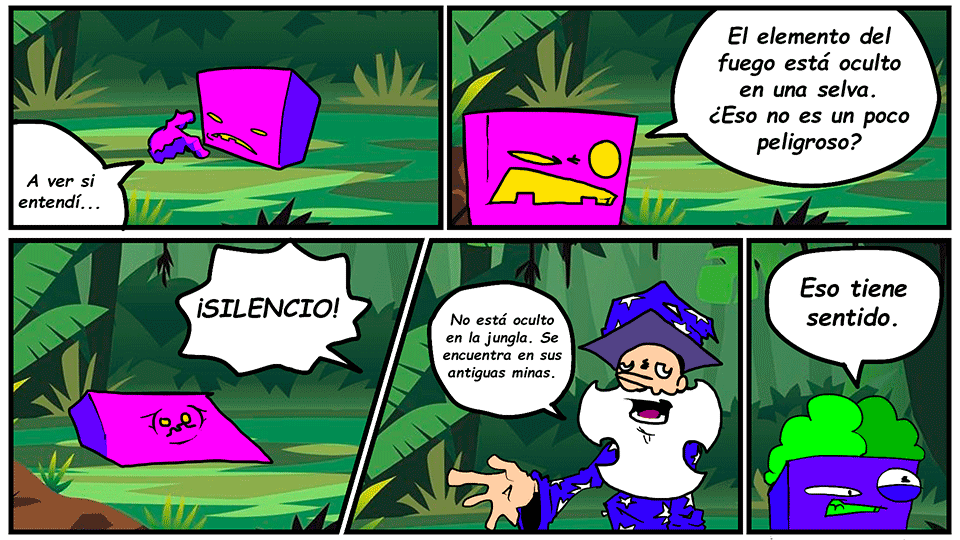 A ver si
entendí...
El elemento del
fuego está oculto
en una selva.
¿Eso no es un poco
peligroso?
¡SILENCIO!
No está oculto
en la jungla. Se
encuentra en sus
antiguas minas.
Eso tiene
sentido.